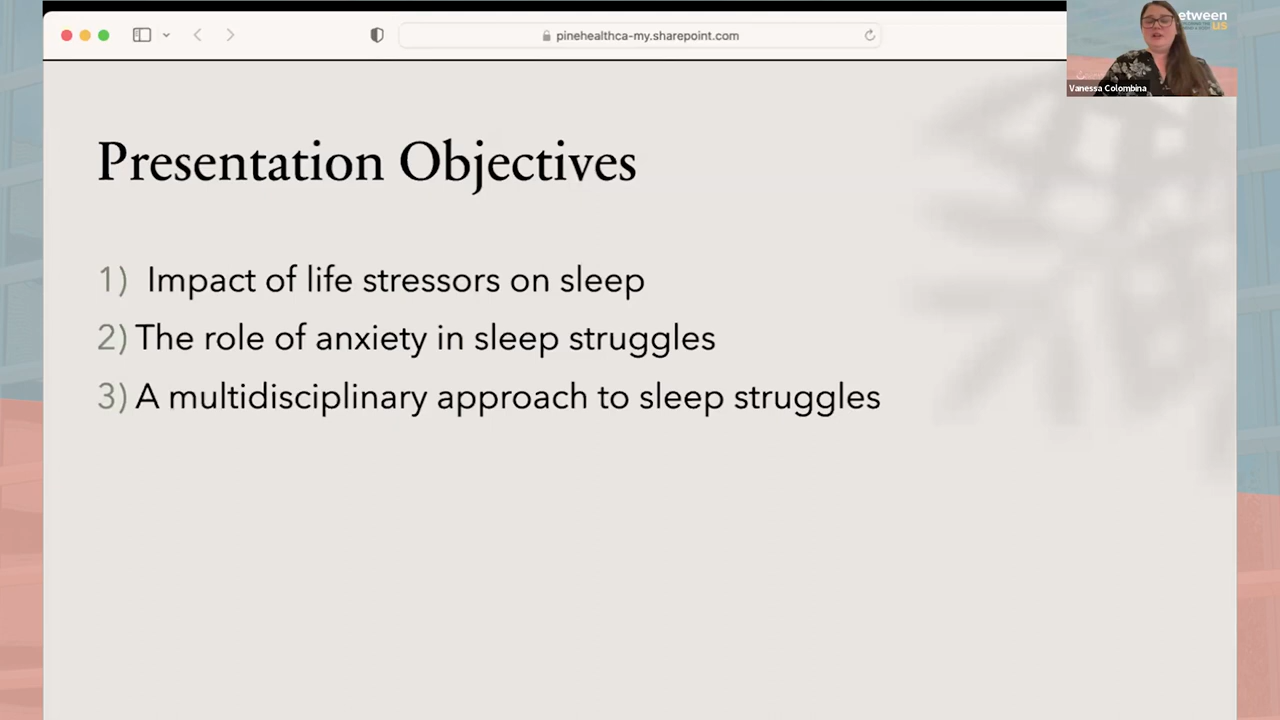 pinehealthca-my.sharepoint.com
etween
us
Vanessa Colombina
Presentation Objectives
1) Impact of life stressors on sleep
2) The role of anxiety in sleep struggles
3) A multidisciplinary approach to sleep struggles